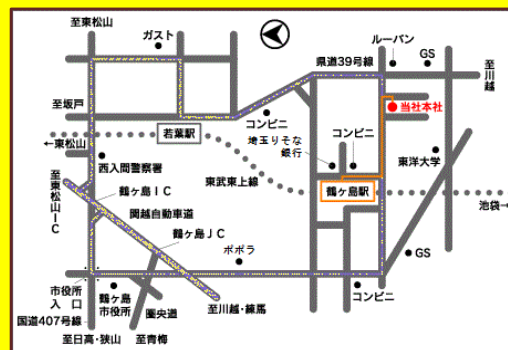 至東松山
ガスト
ルーバン
GS
県道39号線
至川越
至坂戸
コンビニ
当社本社
若葉駅
埼玉りそな
銀行
コンビニ
←東松山
東洋大学
西入間警察署
東武東上線
鶴ヶ島駅
至東松山IC
鶴ヶ島IC
関越自動車道
池袋→
鶴ヶ島JC
ポポラ
GS
市役所
入口
鶴ヶ島
市役所
圏央道
コンビニ
国道407号線
至川越・練馬
至日高・狭山
至青梅